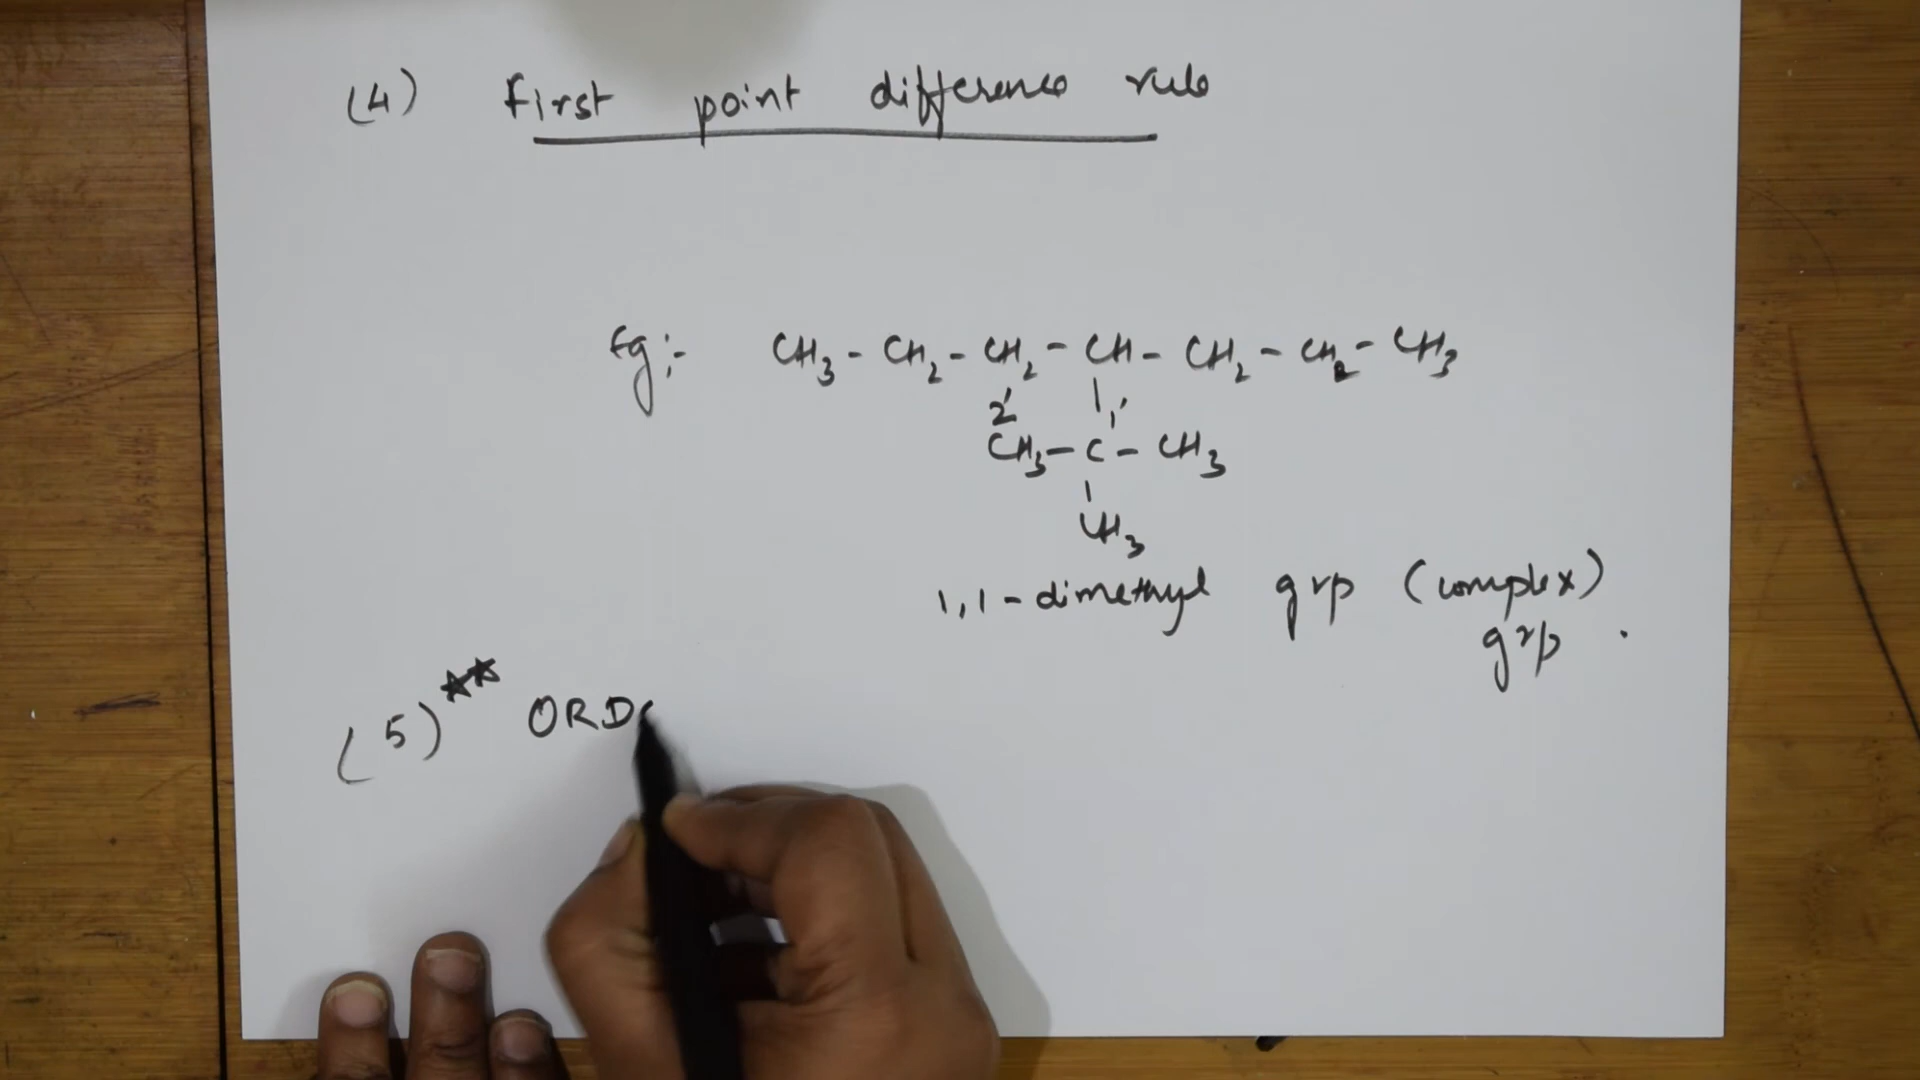 (4) First point difference rule
Eg:- CH3 - CH2 - CH2 - CH - CH2 - CH2 - CH3
2' | 1'
CH3 - C - CH3
|
CH3
1,1 - dimethyl grp (complex)
grp .
(5) ★★ ORD